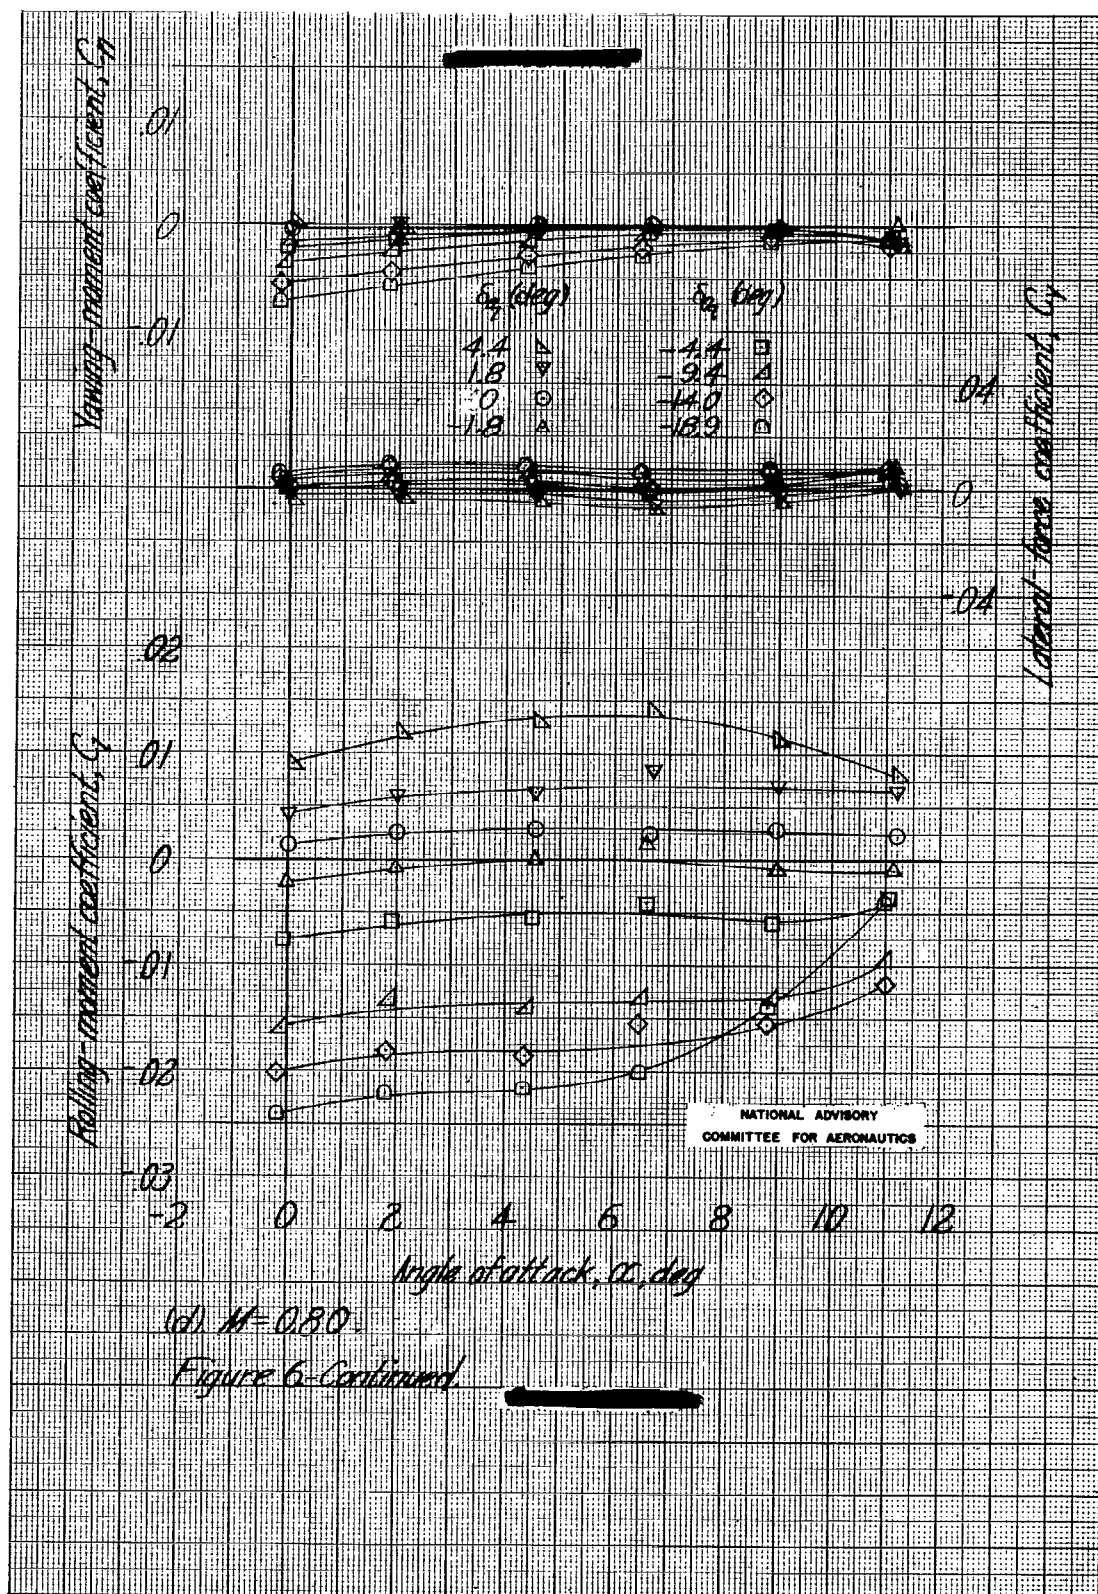 Yawing-moment coefficient, Cn
.01
0
-.01
δa, (deg) δa, (deg)
4.4 -4.4
1.8 -9.4
0 -14.0
-1.8 -18.9
.04
0
-.04
Lateral-force coefficient, CY
.02
.01
0
-.01
-.02
-.03
Rolling-moment coefficient, Cl
NATIONAL ADVISORY
COMMITTEE FOR AERONAUTICS
-2 0 2 4 6 8 10 12
Angle of attack, α, deg
(d) M = 0.80.
Figure 6.-Continued.